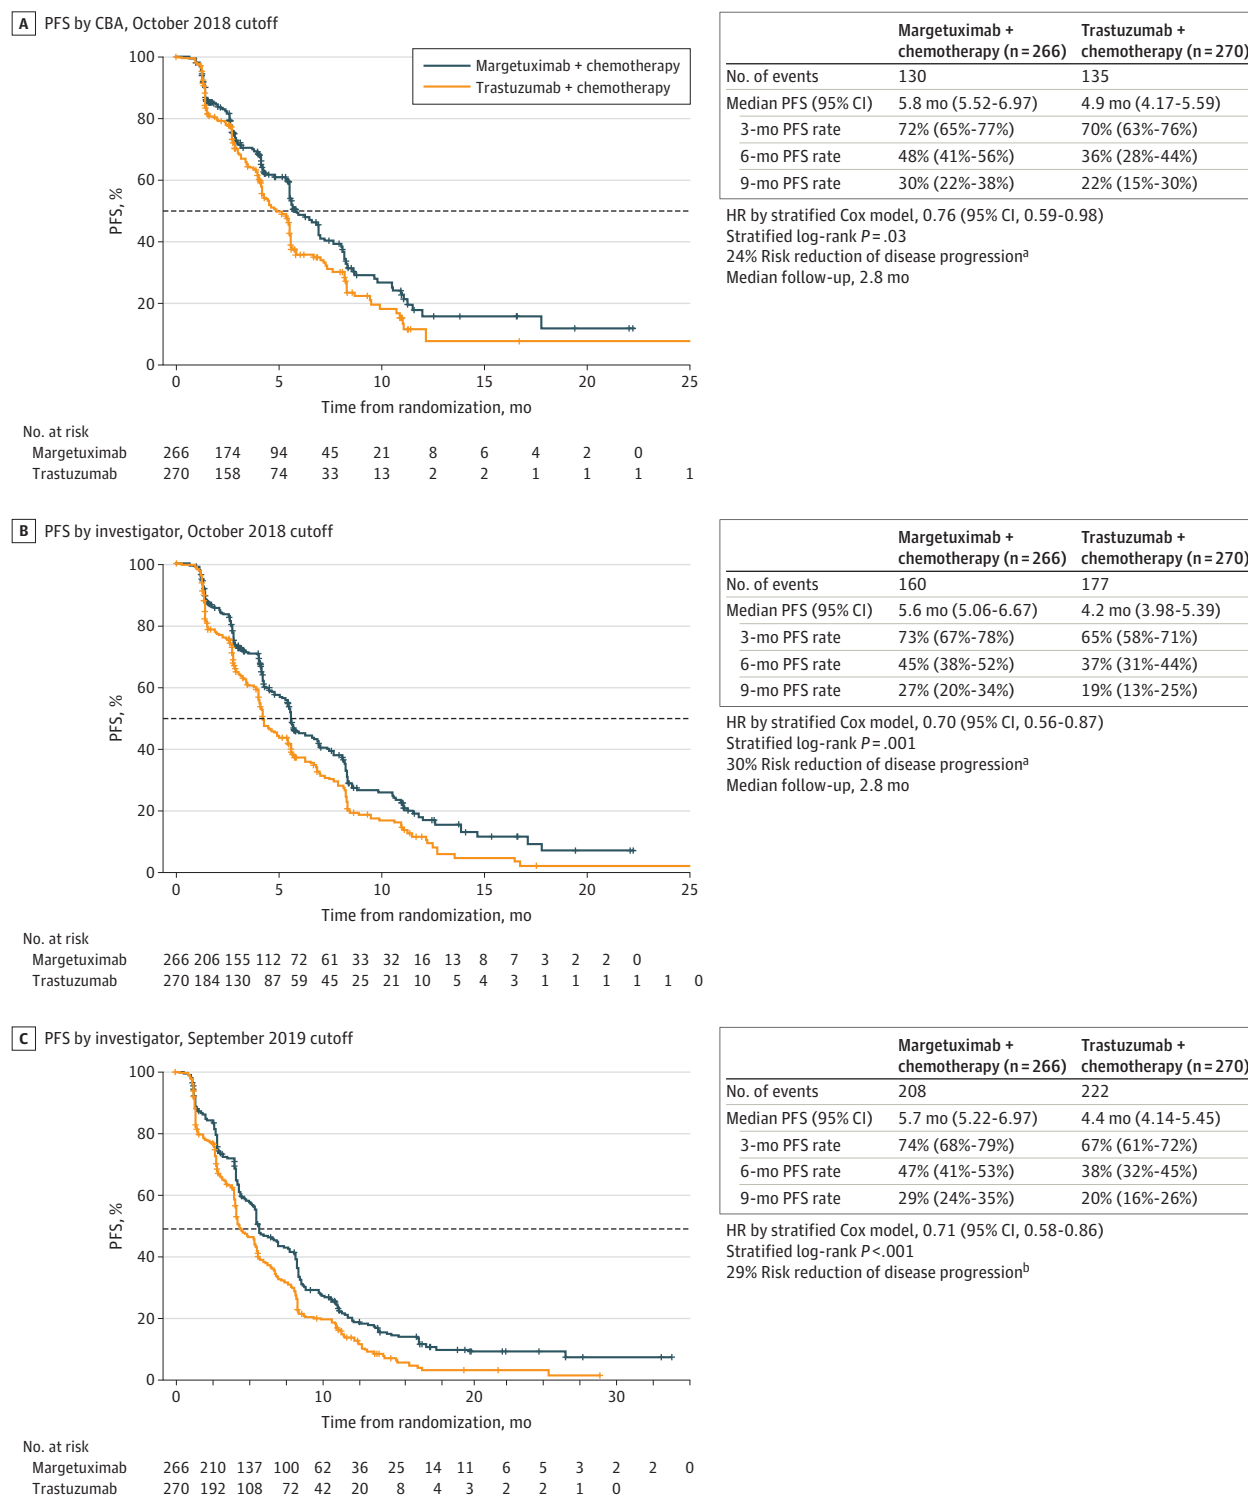 A PFS by CBA, October 2018 cutoff
100
80
60
40
20
0
PFS, %
Margetuximab + chemotherapy
Trastuzumab + chemotherapy
0 5 10 15 20 25
Time from randomization, mo
No. at risk
Margetuximab 266 174 94 45 21 8 6 4 2 0
Trastuzumab 270 158 74 33 13 2 2 1 1 1 1
Margetuximab + chemotherapy (n = 266) Trastuzumab + chemotherapy (n = 270)
No. of events 130 135
Median PFS (95% CI) 5.8 mo (5.52-6.97) 4.9 mo (4.17-5.59)
3-mo PFS rate 72% (65%-77%) 70% (63%-76%)
6-mo PFS rate 48% (41%-56%) 36% (28%-44%)
9-mo PFS rate 30% (22%-38%) 22% (15%-30%)
HR by stratified Cox model, 0.76 (95% CI, 0.59-0.98)
Stratified log-rank P = .03
24% Risk reduction of disease progressionᵃ
Median follow-up, 2.8 mo
B PFS by investigator, October 2018 cutoff
100
80
60
40
20
0
PFS, %
0 5 10 15 20 25
Time from randomization, mo
No. at risk
Margetuximab 266 206 155 112 72 61 33 32 16 13 8 7 3 2 2 0
Trastuzumab 270 184 130 87 59 45 25 21 10 5 4 3 1 1 1 1 1 0
Margetuximab + chemotherapy (n = 266) Trastuzumab + chemotherapy (n = 270)
No. of events 160 177
Median PFS (95% CI) 5.6 mo (5.06-6.67) 4.2 mo (3.98-5.39)
3-mo PFS rate 73% (67%-78%) 65% (58%-71%)
6-mo PFS rate 45% (38%-52%) 37% (31%-44%)
9-mo PFS rate 27% (20%-34%) 19% (13%-25%)
HR by stratified Cox model, 0.70 (95% CI, 0.56-0.87)
Stratified log-rank P = .001
30% Risk reduction of disease progressionᵃ
Median follow-up, 2.8 mo
C PFS by investigator, September 2019 cutoff
100
80
60
40
20
0
PFS, %
0 10 20 30
Time from randomization, mo
No. at risk
Margetuximab 266 210 137 100 62 36 25 14 11 6 5 3 2 2 0
Trastuzumab 270 192 108 72 42 20 8 4 3 2 2 1 0
Margetuximab + chemotherapy (n = 266) Trastuzumab + chemotherapy (n = 270)
No. of events 208 222
Median PFS (95% CI) 5.7 mo (5.22-6.97) 4.4 mo (4.14-5.45)
3-mo PFS rate 74% (68%-79%) 67% (61%-72%)
6-mo PFS rate 47% (41%-53%) 38% (32%-45%)
9-mo PFS rate 29% (24%-35%) 20% (16%-26%)
HR by stratified Cox model, 0.71 (95% CI, 0.58-0.86)
Stratified log-rank P <.001
29% Risk reduction of disease progressionᵇ